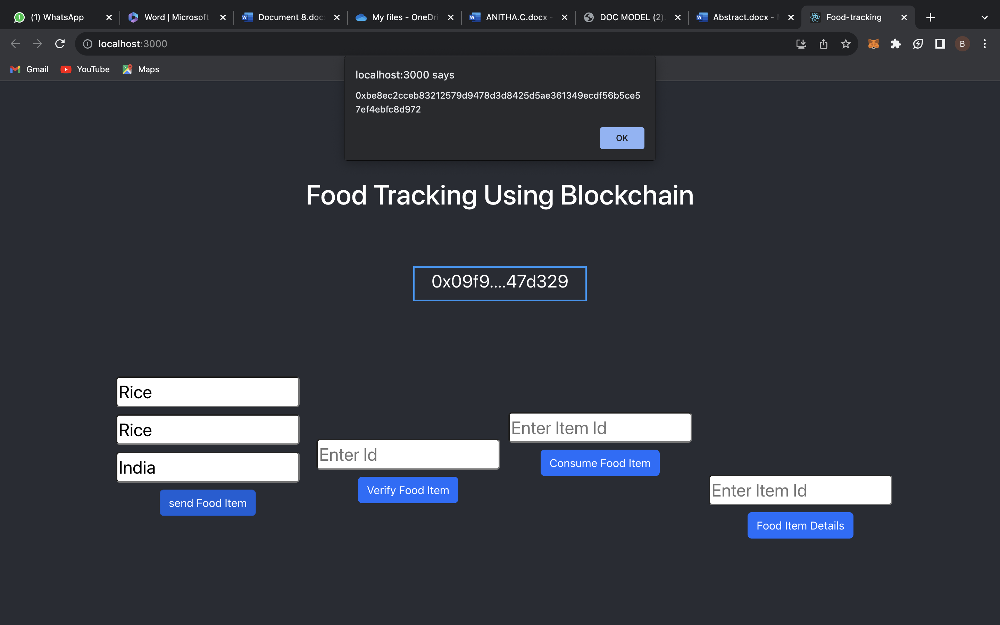 (1) WhatsApp
Word | Microsoft
Document 8.doc
My files - OneDri
ANITHA.C.docx -
DOC MODEL (2).
Abstract.docx -
Food-tracking
localhost:3000
B
Gmail
YouTube
Maps
localhost:3000 says
0xbe8ec2cceb83212579d9478d3d8425d5ae361349ecdf56b5ce5
7ef4ebfc8d972
OK
Food Tracking Using Blockchain
0x09f9....47d329
Rice
Rice
India
send Food Item
Enter Id
Verify Food Item
Enter Item Id
Consume Food Item
Enter Item Id
Food Item Details